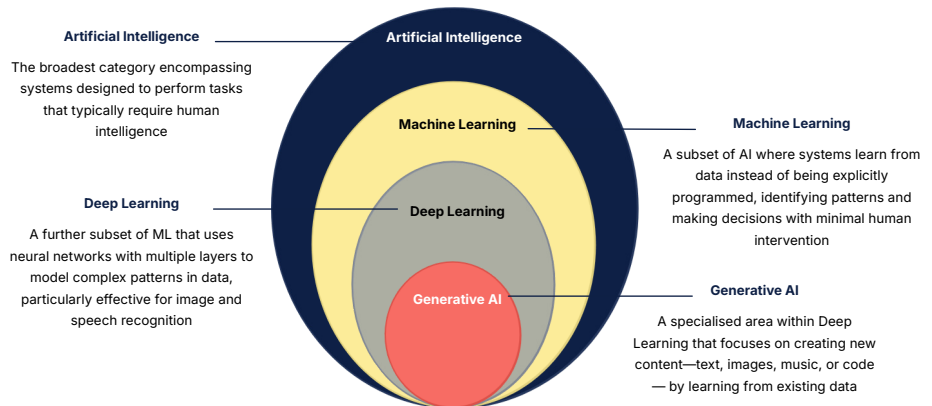 Artificial Intelligence
The broadest category encompassing
systems designed to perform tasks
that typically require human
intelligence
Deep Learning
A further subset of ML that uses
neural networks with multiple layers to
model complex patterns in data,
particularly effective for image and
speech recognition
Artificial Intelligence
Machine Learning
Deep Learning
Generative AI
Machine Learning
A subset of AI where systems learn from
data instead of being explicitly
programmed, identifying patterns and
making decisions with minimal human
intervention
Generative AI
A specialised area within Deep
Learning that focuses on creating new
content—text, images, music, or code
— by learning from existing data